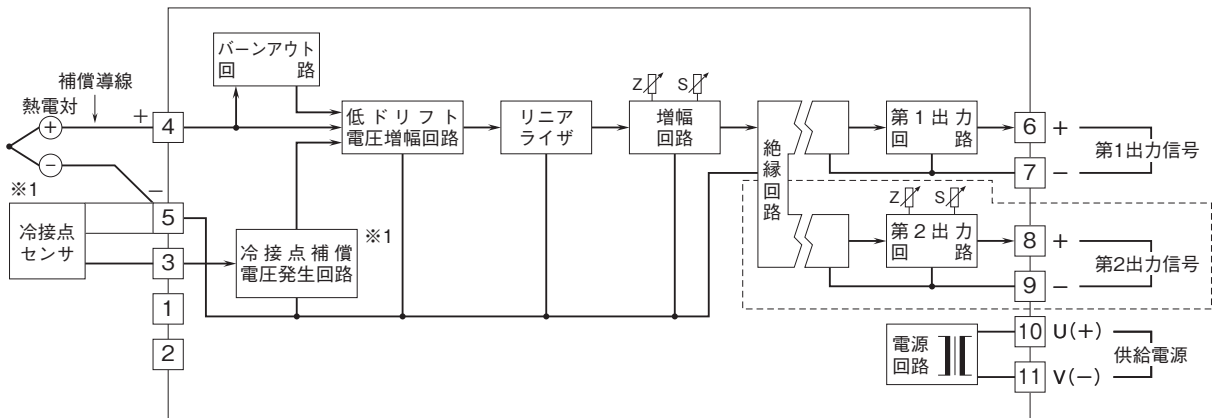 バーンアウト
回 路
補償導線
熱電対
+
+
−
−
※1
冷接点
センサ
4
5
3
1
2
低ドリフト
電圧増幅回路
冷接点補償
電圧発生回路
※1
リニア
ライザ
Z
S
増幅
回路
絶縁回路
第1出力
回 路
Z
S
第2出力
回 路
6
+
7
−
第1出力信号
8
+
9
−
第2出力信号
電源
回路
10
U(+)
11
V(−)
供給電源